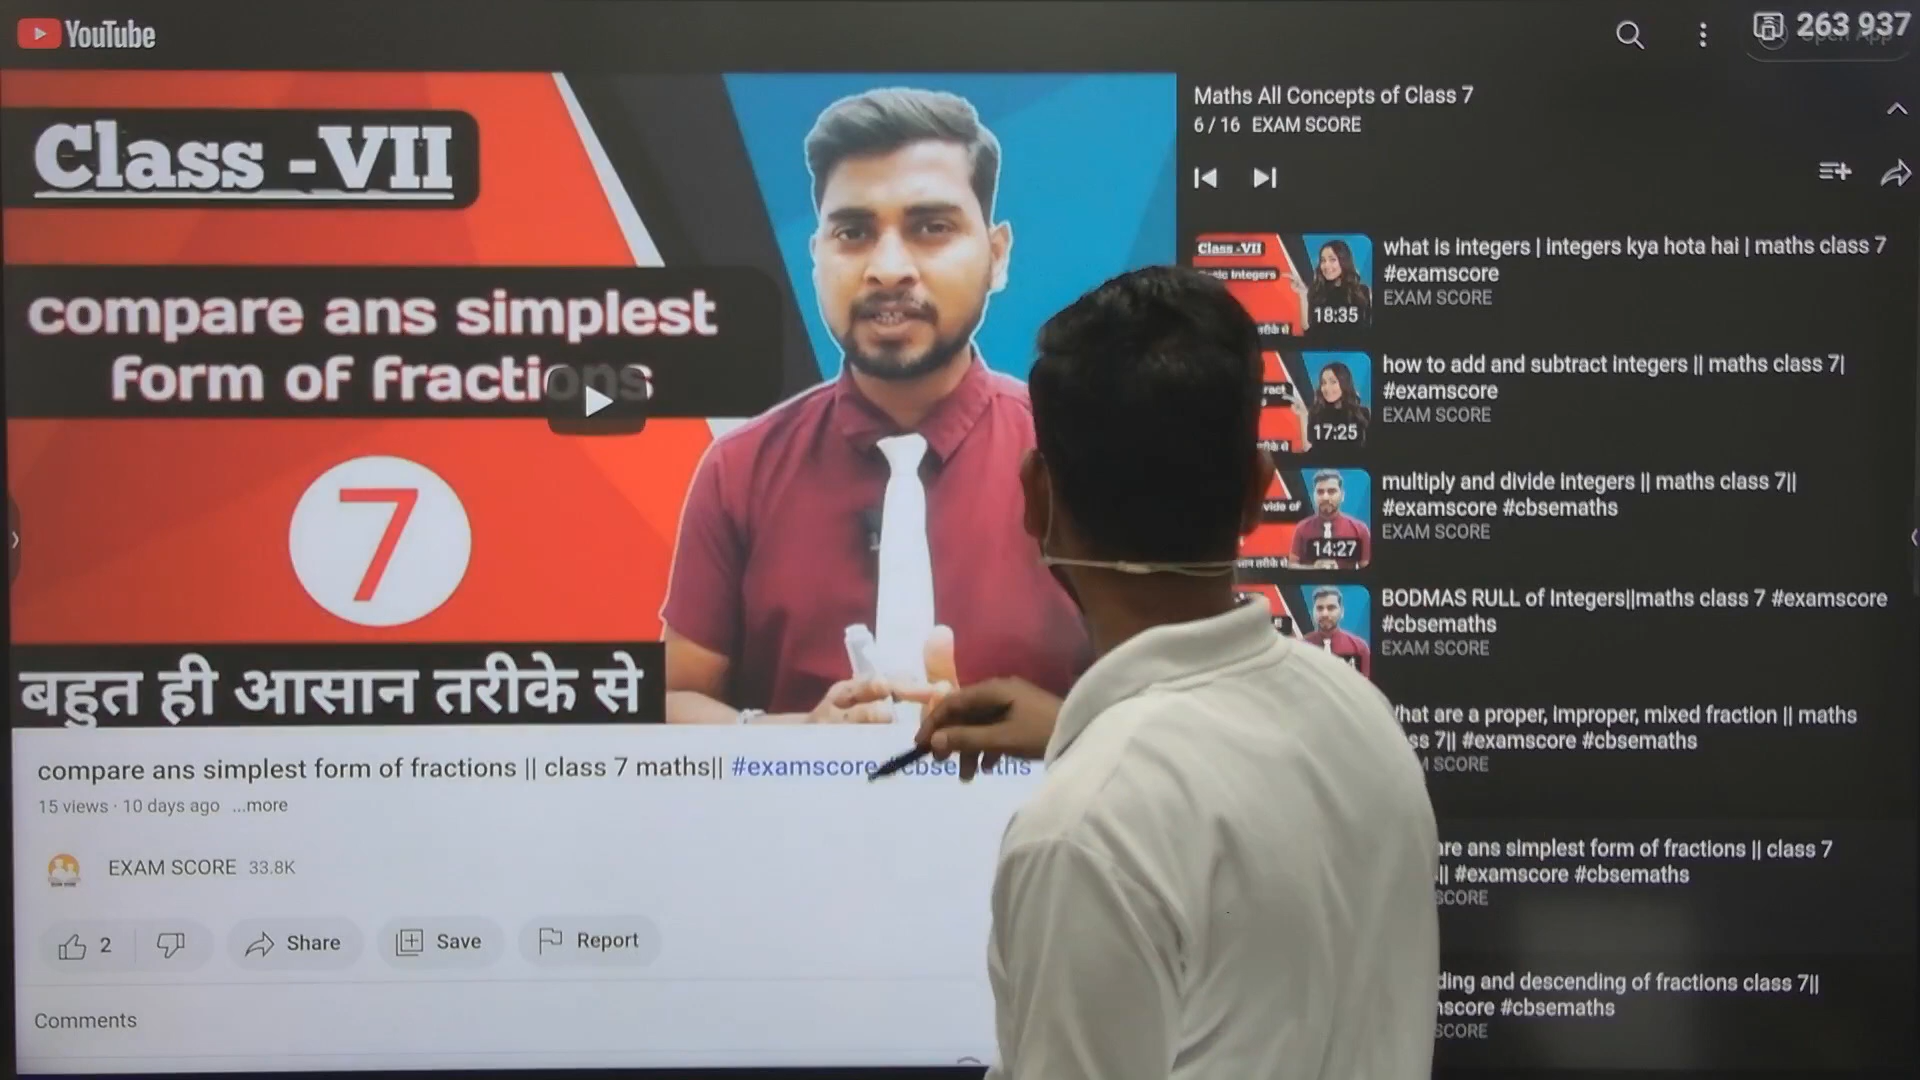 YouTube
263 937
Class -VII
compare ans simplest
form of fractions
7
बहुत ही आसान तरीके से
compare ans simplest form of fractions || class 7 maths|| #examscore
15 views · 10 days ago ...more
EXAM SCORE 33.8K
2
Share
Save
Report
Comments
Maths All Concepts of Class 7
6 / 16 EXAM SCORE
Class -VII
Integers
18:35
what is integers | integers kya hota hai | maths class 7
#examscore
EXAM SCORE
17:25
how to add and subtract integers || maths class 7|
#examscore
EXAM SCORE
14:27
multiply and divide integers || maths class 7||
#examscore #cbsemaths
EXAM SCORE
BODMAS RULL of Integers||maths class 7 #examscore
#cbsemaths
EXAM SCORE
hat are a proper, improper, mixed fraction || maths
ss 7|| #examscore #cbsemaths
SCORE
re ans simplest form of fractions || class 7
|| #examscore #cbsemaths
SCORE
ding and descending of fractions class 7||
score #cbsemaths
SCORE